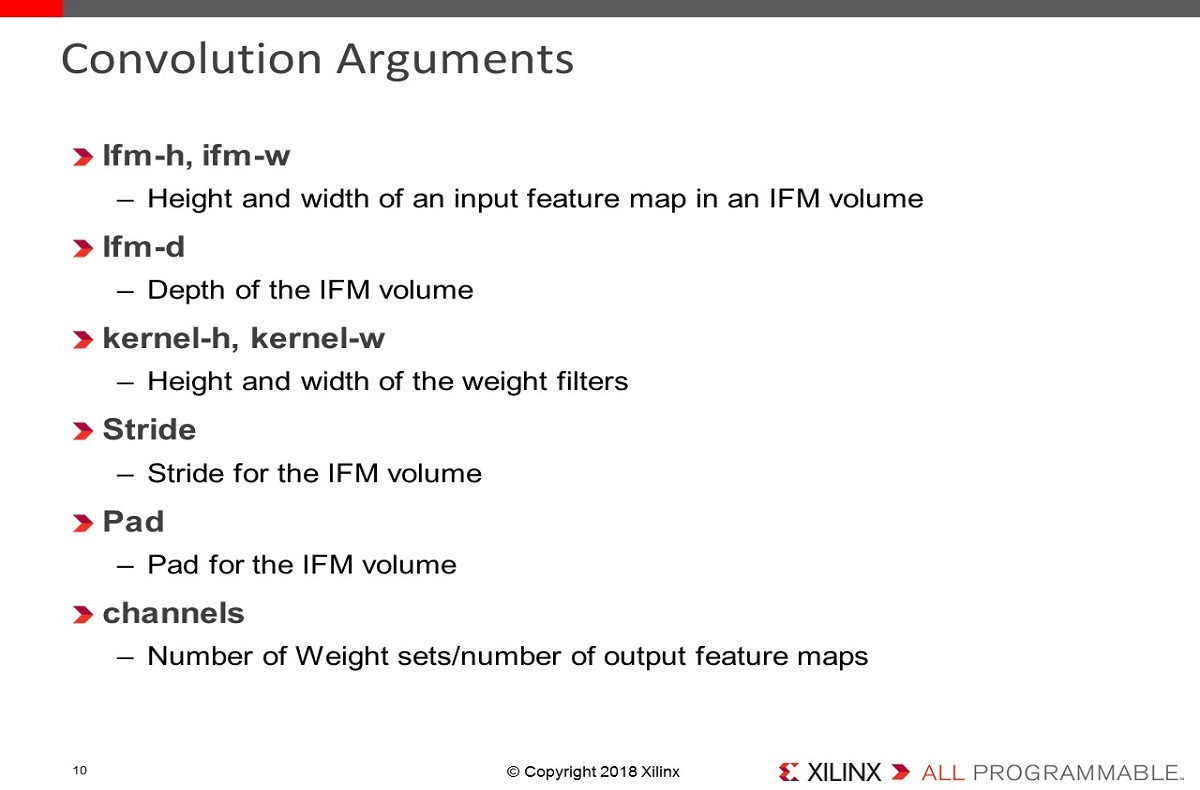 Convolution Arguments
Ifm-h, ifm-w
– Height and width of an input feature map in an IFM volume
Ifm-d
– Depth of the IFM volume
kernel-h, kernel-w
– Height and width of the weight filters
Stride
– Stride for the IFM volume
Pad
– Pad for the IFM volume
channels
– Number of Weight sets/number of output feature maps
10
© Copyright 2018 Xilinx
XILINX ALL PROGRAMMABLE™